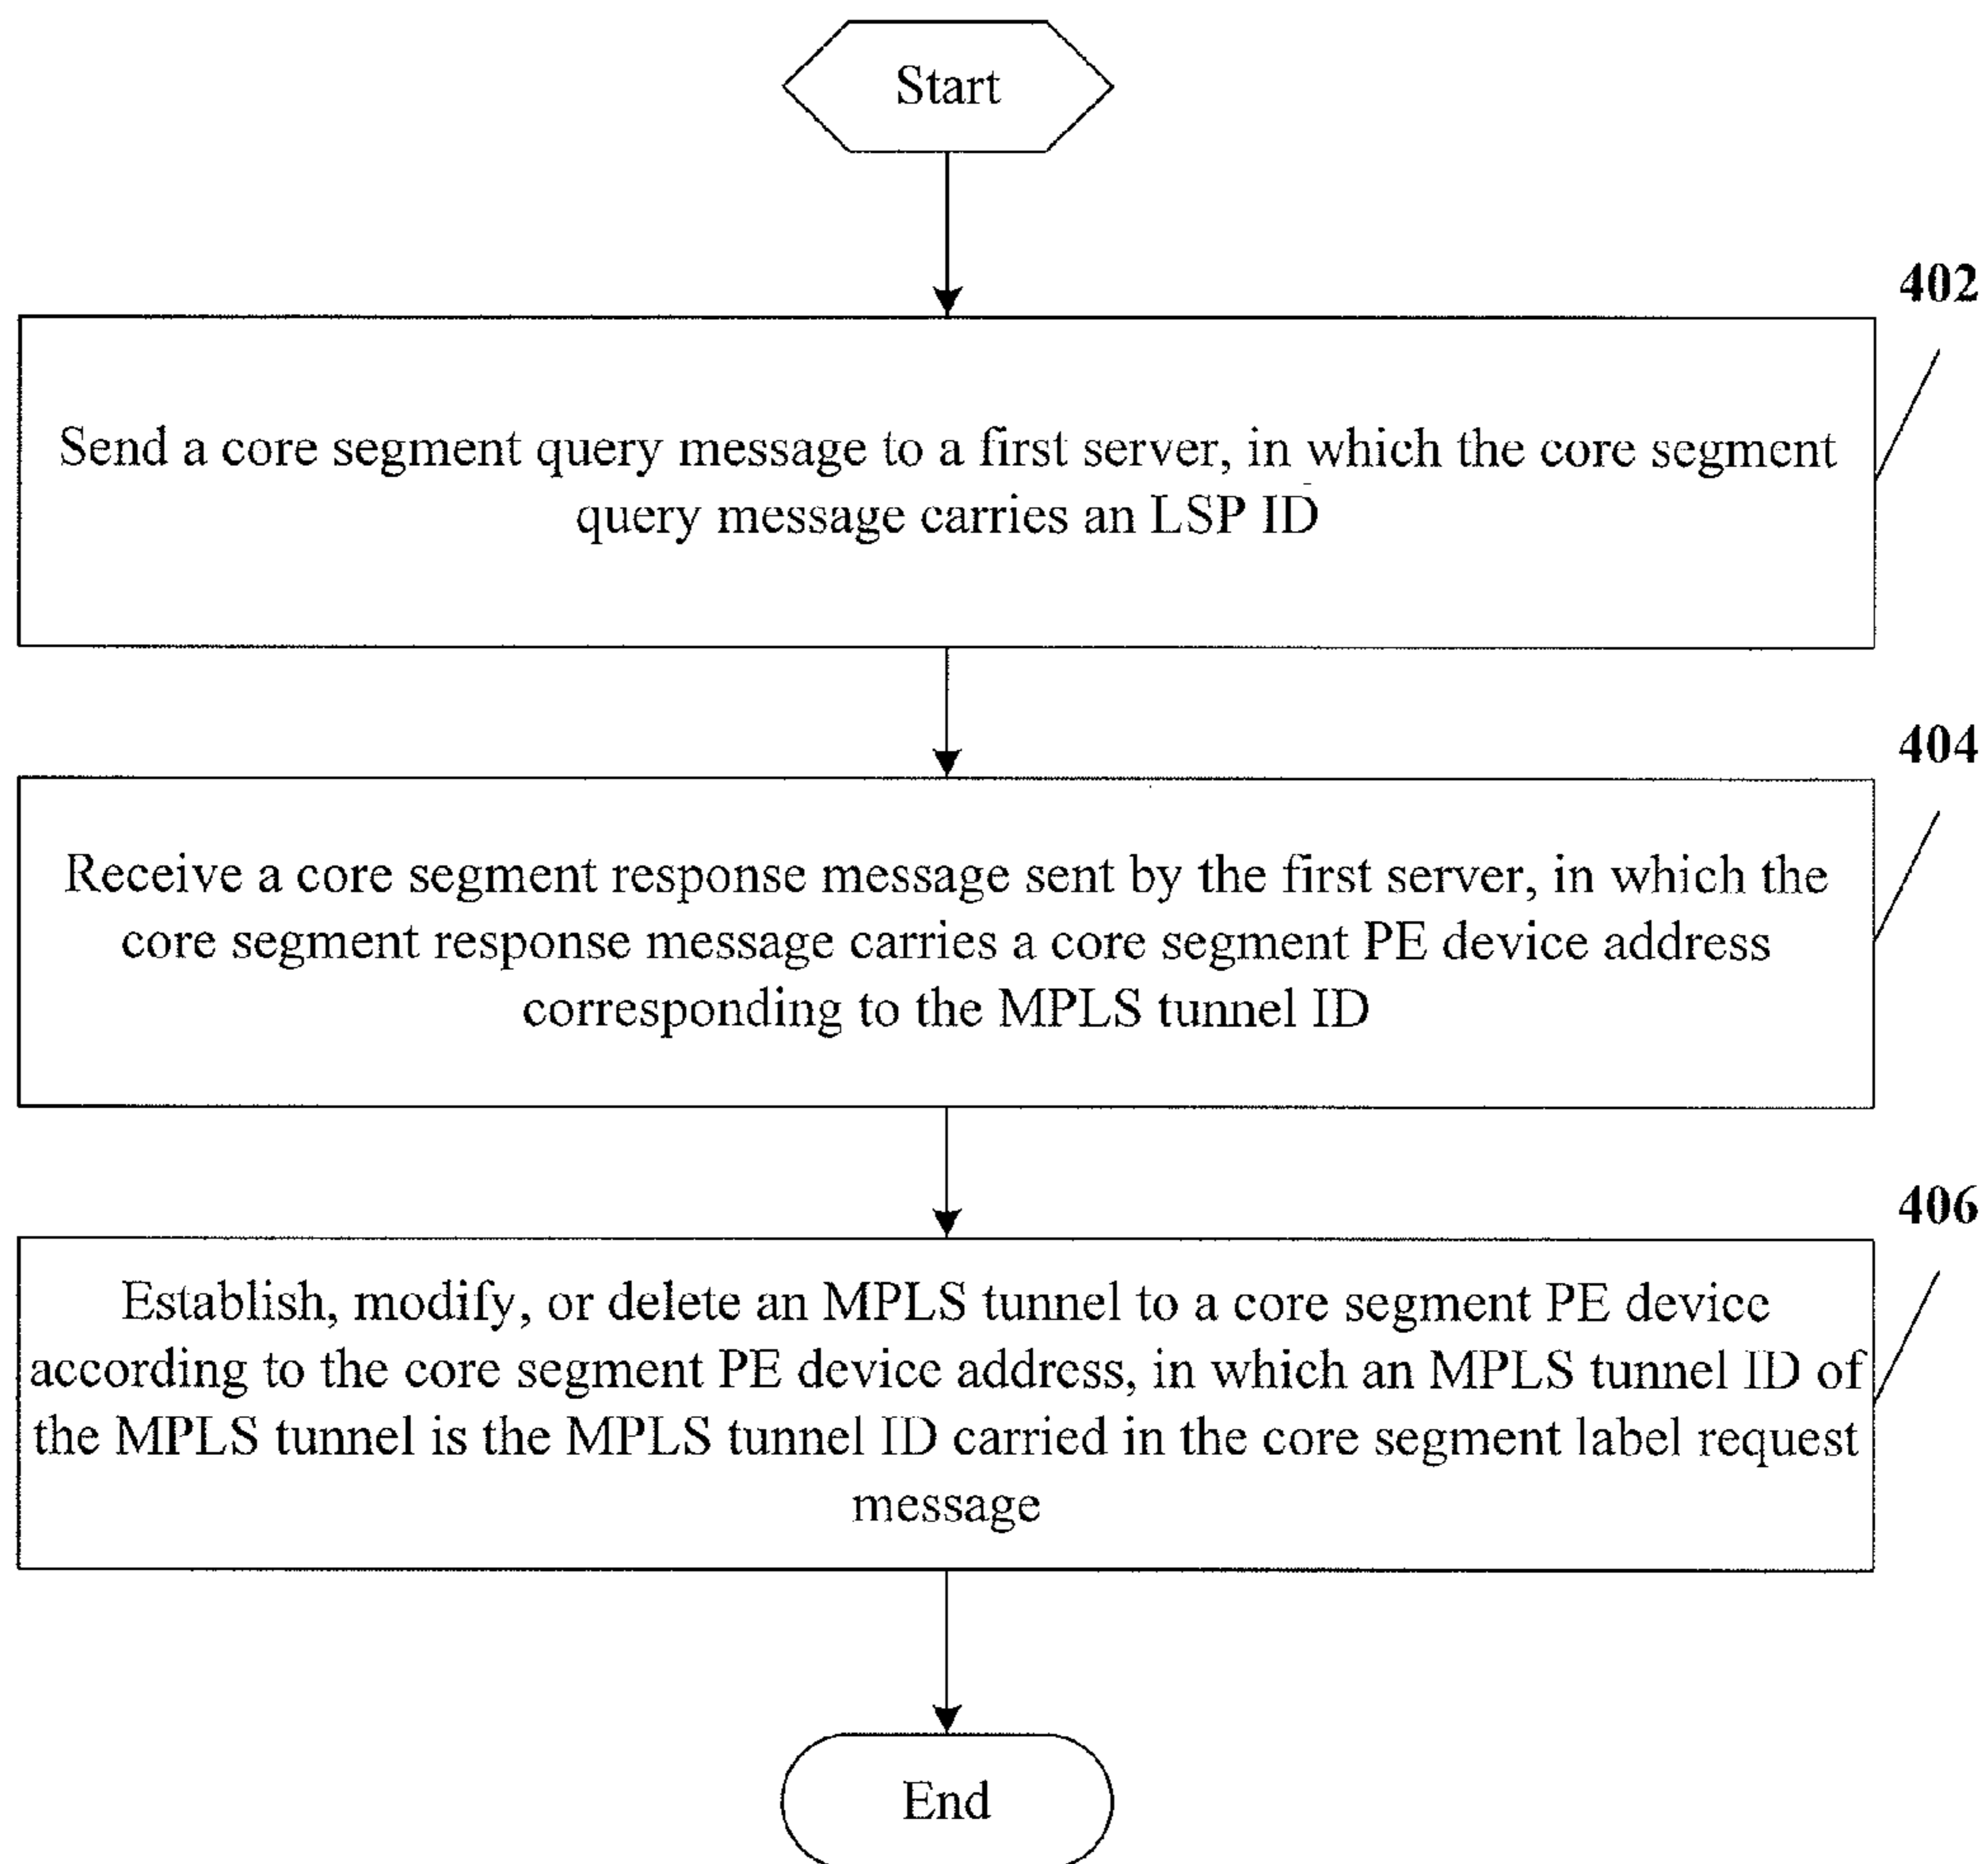 Start
402
Send a core segment query message to a first server, in which the core segment
query message carries an LSP ID
404
Receive a core segment response message sent by the first server, in which the
core segment response message carries a core segment PE device address
corresponding to the MPLS tunnel ID
406
Establish, modify, or delete an MPLS tunnel to a core segment PE device
according to the core segment PE device address, in which an MPLS tunnel ID of
the MPLS tunnel is the MPLS tunnel ID carried in the core segment label request
message
End